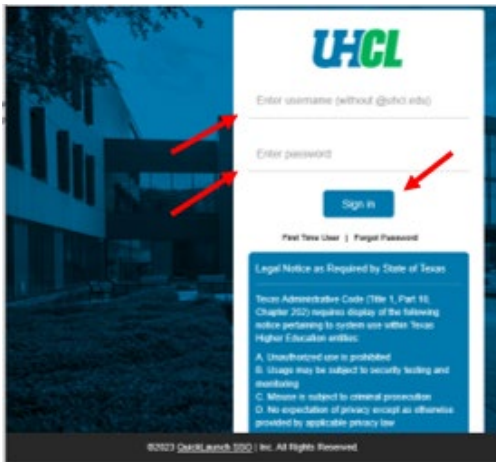 UHCL
Enter username (without @uhcl.edu)
Enter password
Sign in
First Time User | Forgot Password
Legal Notice as Required by State of Texas
Texas Administrative Code (Title 1, Part 10,
Chapter 202) requires display of the following
notice pertaining to system use within Texas
Higher Education entities:
A. Unauthorized use is prohibited
B. Usage may be subject to security testing and
monitoring
C. Misuse is subject to criminal prosecution
D. No expectation of privacy except as otherwise
provided by applicable privacy law
©2023 QuickLaunch SSO | Inc. All Rights Reserved.